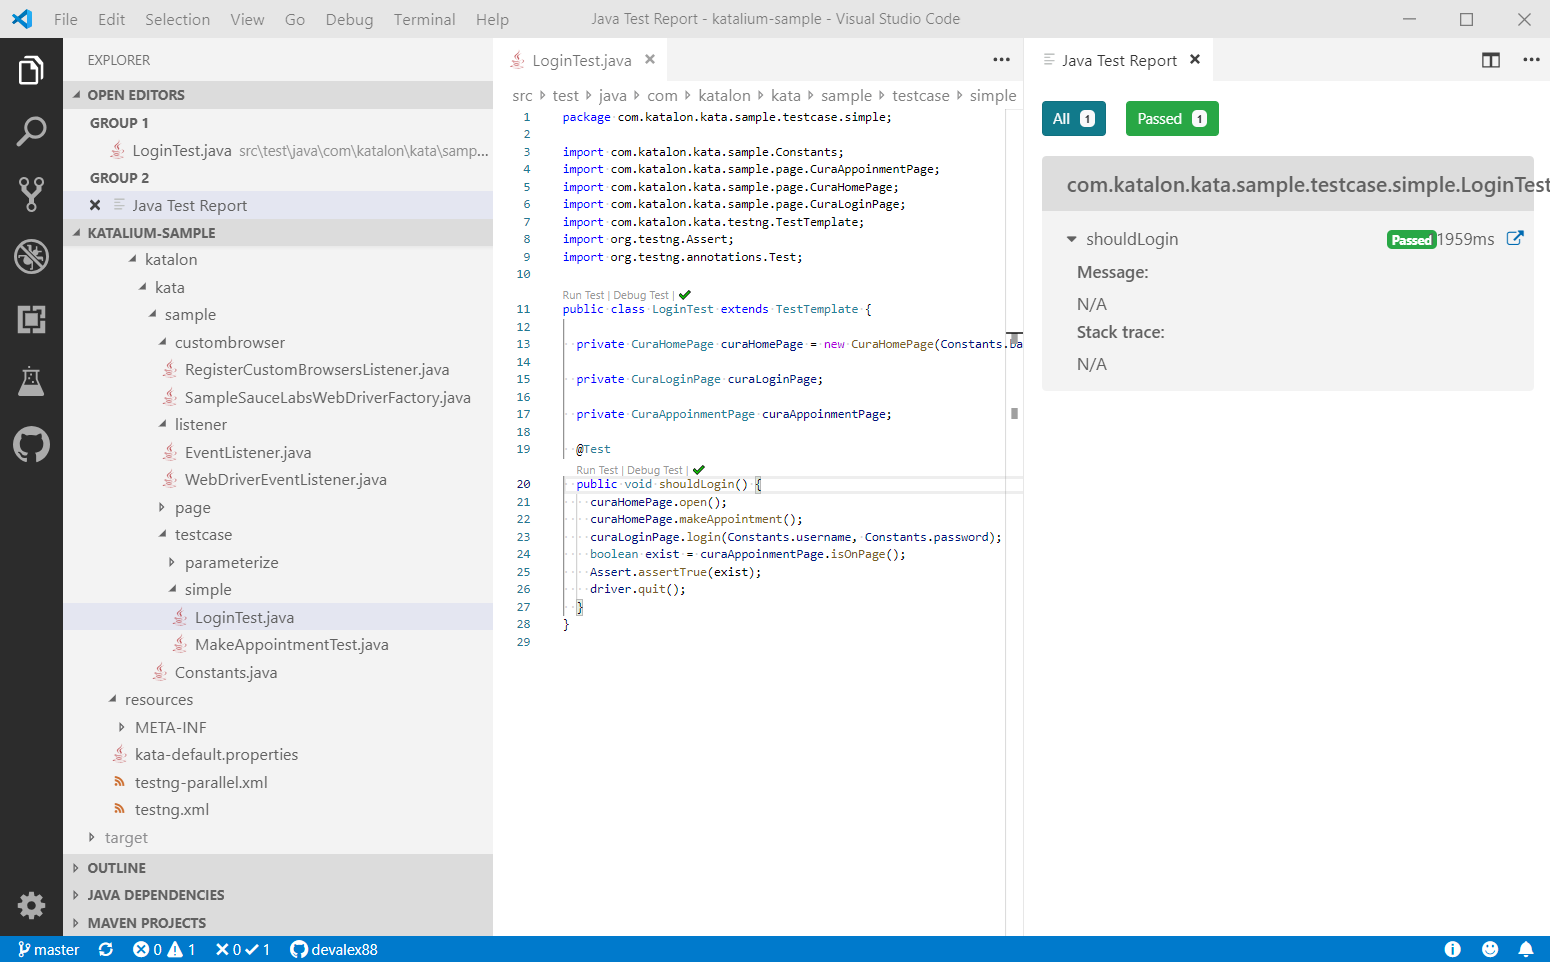 File Edit Selection View Go Debug Terminal Help
Java Test Report - katalium-sample - Visual Studio Code
EXPLORER
OPEN EDITORS
GROUP 1
LoginTest.java src\test\java\com\katalon\kata\samp...
GROUP 2
Java Test Report
KATALIUM-SAMPLE
katalon
kata
sample
custombrowser
RegisterCustomBrowsersListener.java
SampleSauceLabsWebDriverFactory.java
listener
EventListener.java
WebDriverEventListener.java
page
testcase
parameterize
simple
LoginTest.java
MakeAppointmentTest.java
Constants.java
resources
META-INF
kata-default.properties
testng-parallel.xml
testng.xml
target
OUTLINE
JAVA DEPENDENCIES
MAVEN PROJECTS
LoginTest.java
src test java com katalon kata sample testcase simple
1 package com.katalon.kata.sample.testcase.simple;
2
3 import com.katalon.kata.sample.Constants;
4 import com.katalon.kata.sample.page.CuraAppoinmentPage;
5 import com.katalon.kata.sample.page.CuraHomePage;
6 import com.katalon.kata.sample.page.CuraLoginPage;
7 import com.katalon.kata.testng.TestTemplate;
8 import org.testng.Assert;
9 import org.testng.annotations.Test;
10
Run Test | Debug Test |
11 public class LoginTest extends TestTemplate {
12
13 private CuraHomePage curaHomePage = new CuraHomePage(Constants.ba
14
15 private CuraLoginPage curaLoginPage;
16
17 private CuraAppoinmentPage curaAppoinmentPage;
18
19 @Test
Run Test | Debug Test |
20 public void shouldLogin() {
21 curaHomePage.open();
22 curaHomePage.makeAppointment();
23 curaLoginPage.login(Constants.username, Constants.password);
24 boolean exist = curaAppoinmentPage.isOnPage();
25 Assert.assertTrue(exist);
26 driver.quit();
27 }
28 }
29
Java Test Report
All 1 Passed 1
com.katalon.kata.sample.testcase.simple.LoginTest
shouldLogin Passed 1959ms
Message:
N/A
Stack trace:
N/A
master 0 1 0 1 devalex88